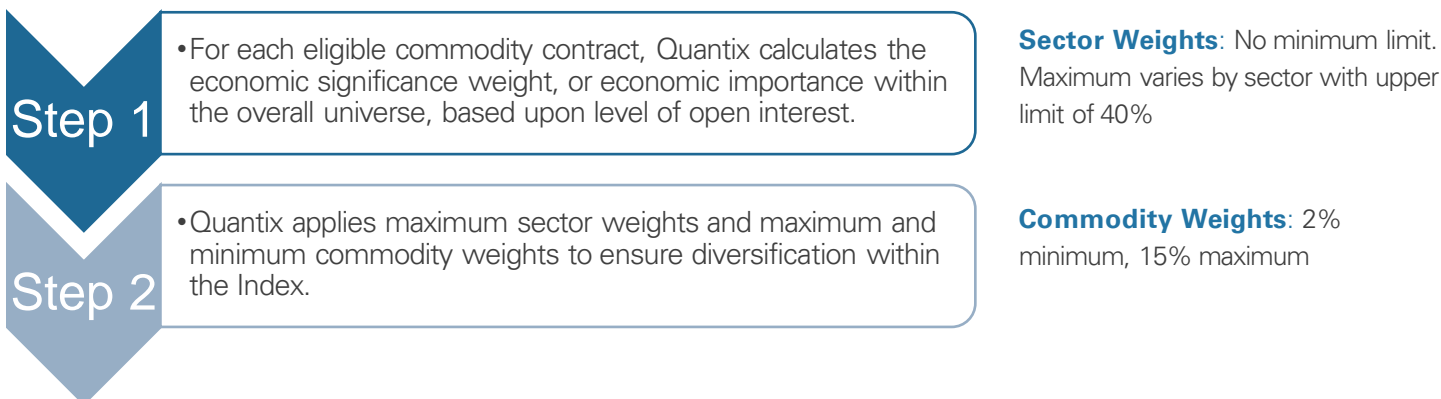 Step 1
•For each eligible commodity contract, Quantix calculates the
economic significance weight, or economic importance within
the overall universe, based upon level of open interest.
Sector Weights: No minimum limit.
Maximum varies by sector with upper
limit of 40%
Step 2
•Quantix applies maximum sector weights and maximum and
minimum commodity weights to ensure diversification within
the Index.
Commodity Weights: 2%
minimum, 15% maximum